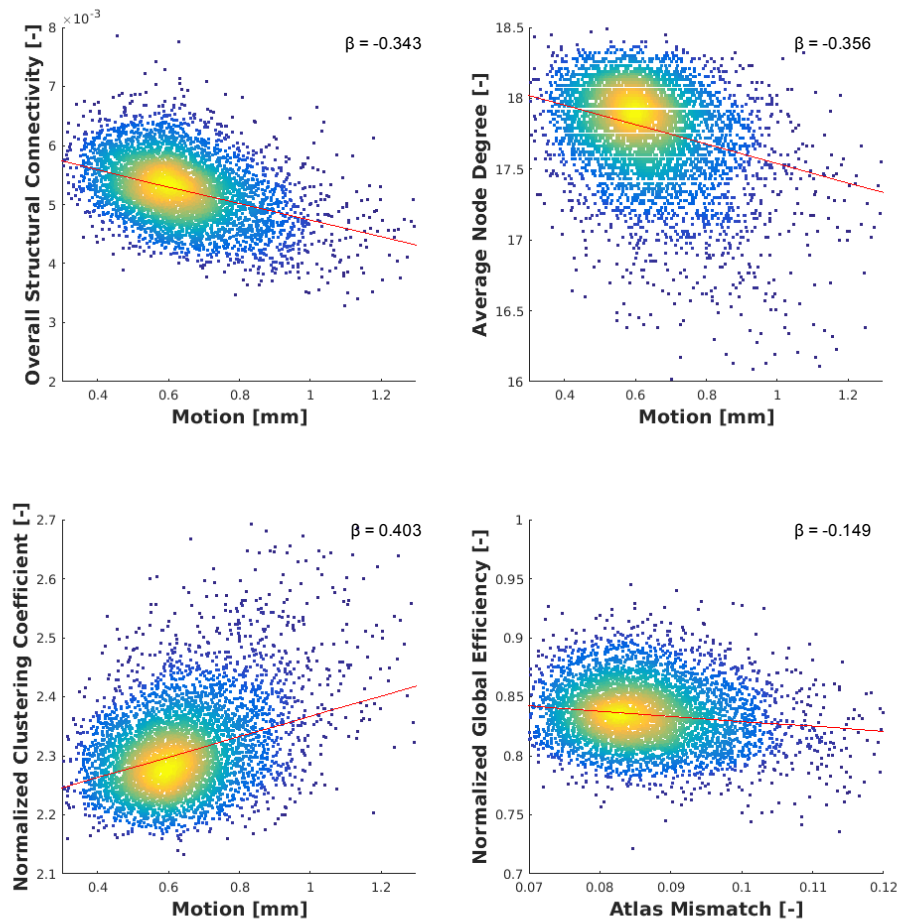 ×10⁻³
8
7
6
5
4
3
2
Overall Structural Connectivity [-]
β = -0.343
0.4 0.6 0.8 1 1.2
Motion [mm]
18.5
18
17.5
17
16.5
16
Average Node Degree [-]
β = -0.356
0.4 0.6 0.8 1 1.2
Motion [mm]
2.7
2.6
2.5
2.4
2.3
2.2
2.1
Normalized Clustering Coefficient [-]
β = 0.403
0.4 0.6 0.8 1 1.2
Motion [mm]
1
0.95
0.9
0.85
0.8
0.75
0.7
Normalized Global Efficiency [-]
β = -0.149
0.07 0.08 0.09 0.1 0.11 0.12
Atlas Mismatch [-]